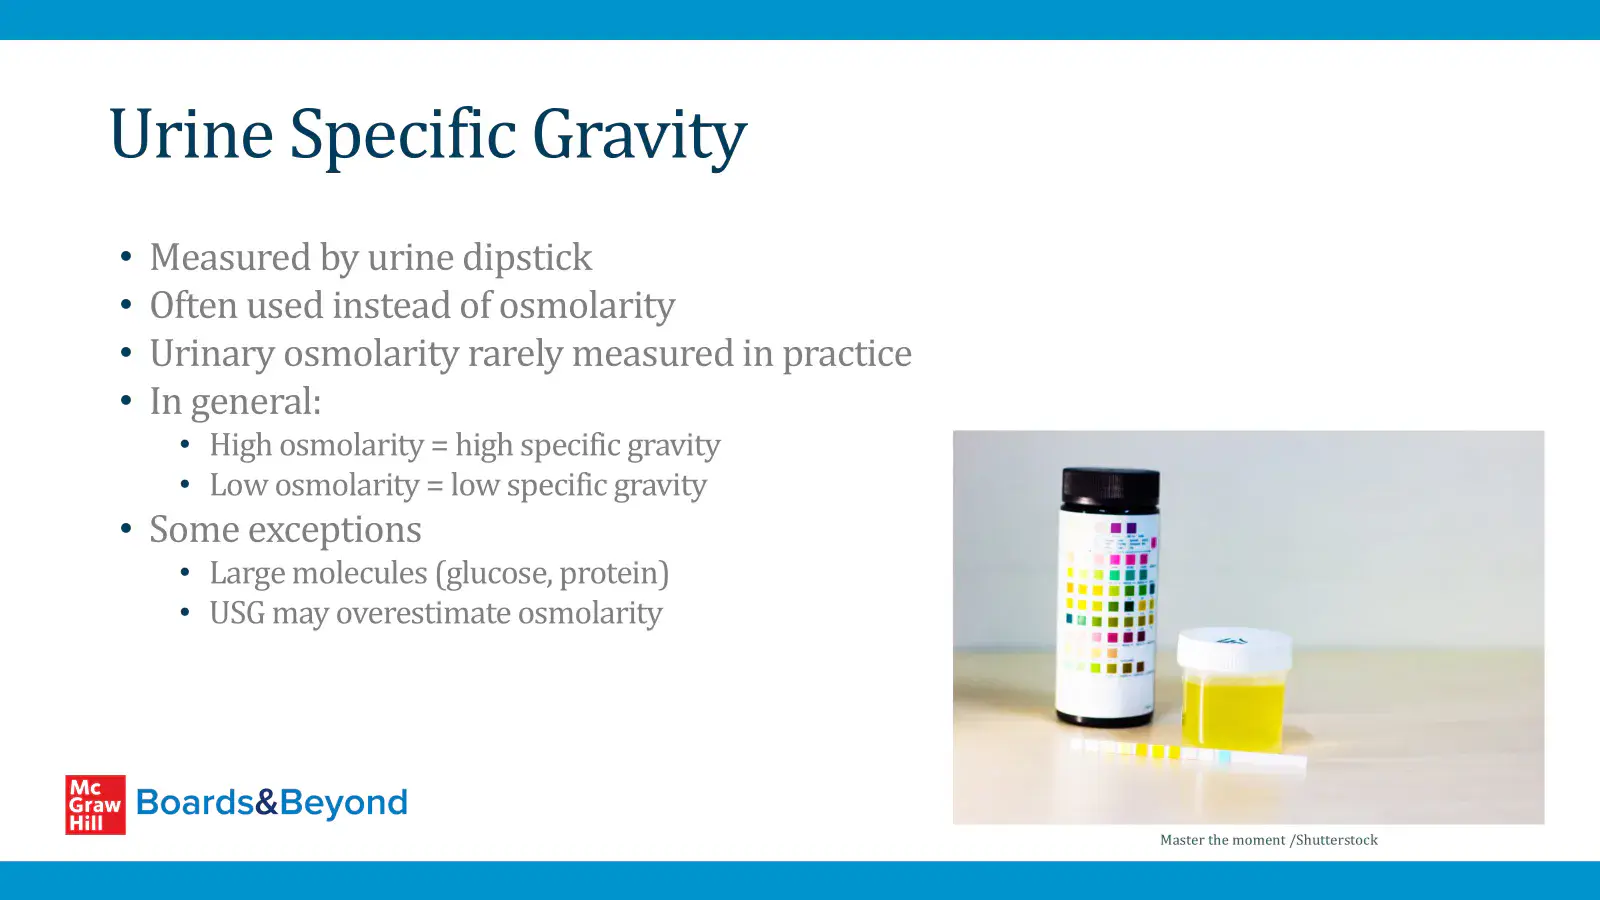 Urine Specific Gravity
• Measured by urine dipstick
• Often used instead of osmolarity
• Urinary osmolarity rarely measured in practice
• In general:
• High osmolarity = high specific gravity
• Low osmolarity = low specific gravity
• Some exceptions
• Large molecules (glucose, protein)
• USG may overestimate osmolarity
Mc
Graw
Hill
Boards&Beyond
Master the moment /Shutterstock